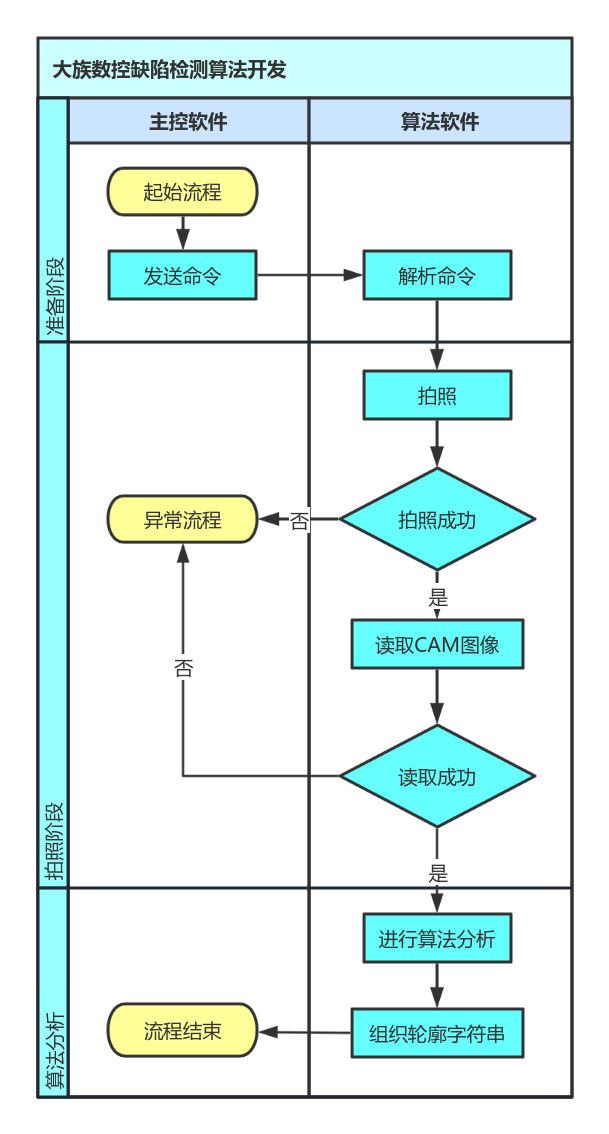 大族数控缺陷检测算法开发
主控软件
算法软件
准备阶段
起始流程
发送命令
解析命令
拍照阶段
拍照
拍照成功
否
异常流程
是
读取CAM图像
否
读取成功
是
算法分析
进行算法分析
组织轮廓字符串
流程结束